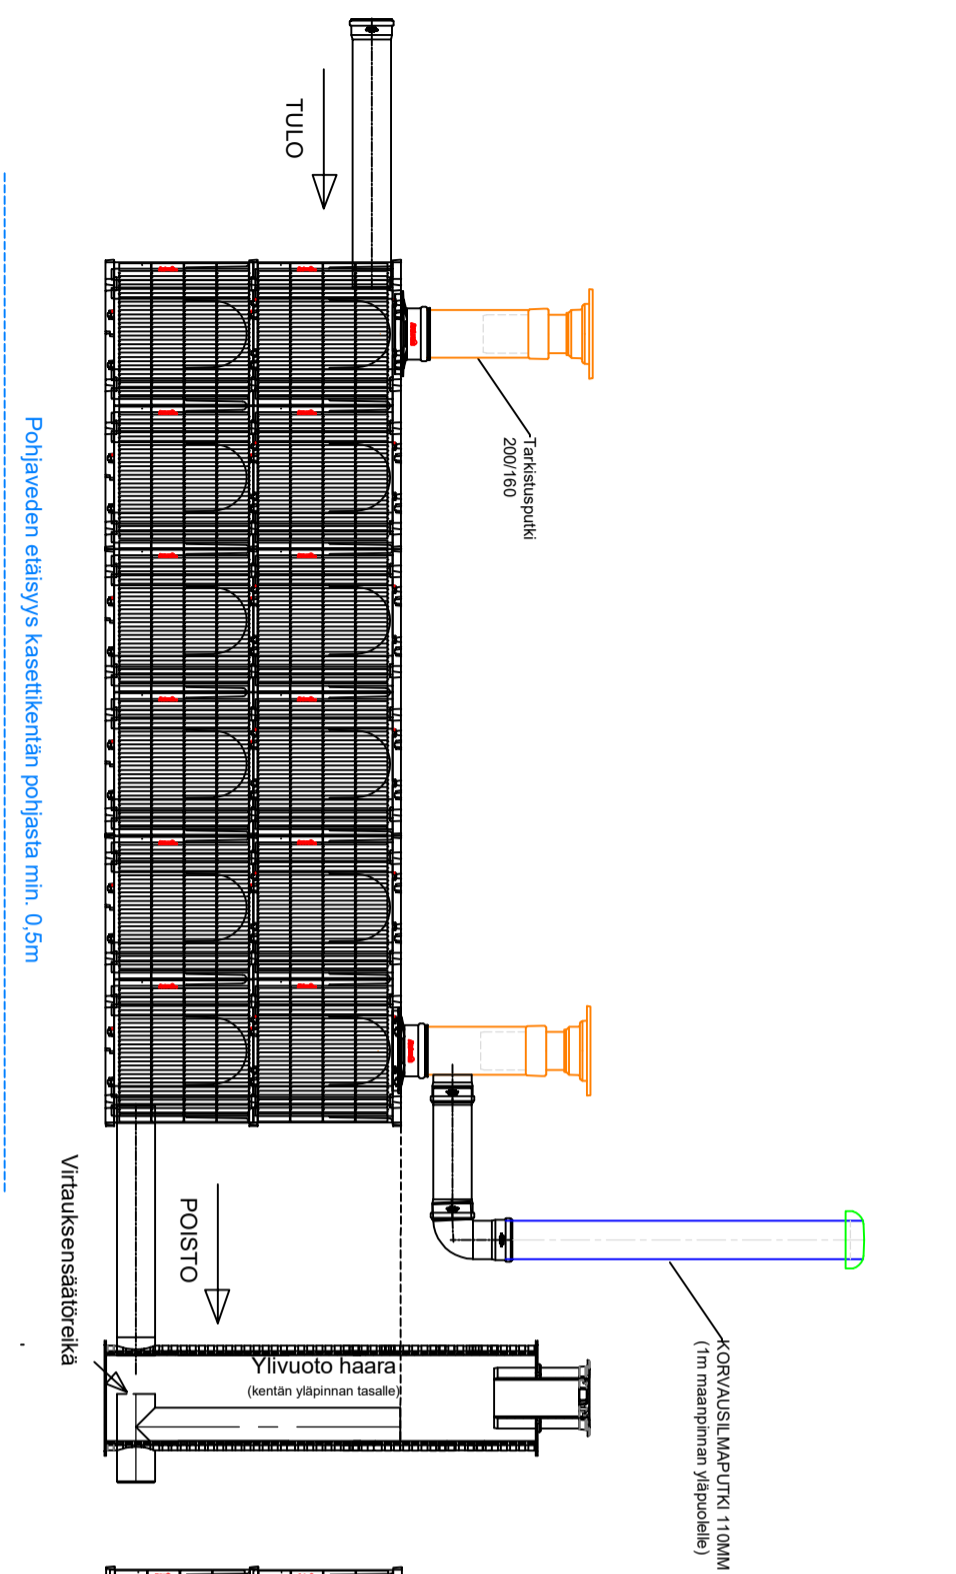 TULO
Tarkistusputki
200/160
Pohjaveden etäisyys kasettikentän pohjasta min. 0,5m
POISTO
Virtauksensäätöreikä
Ylivuoto haara
(kentän yläpinnan tasalle)
KORVAUSILMAPUTKI 110MM
(1m maanpinnan yläpuolelle)